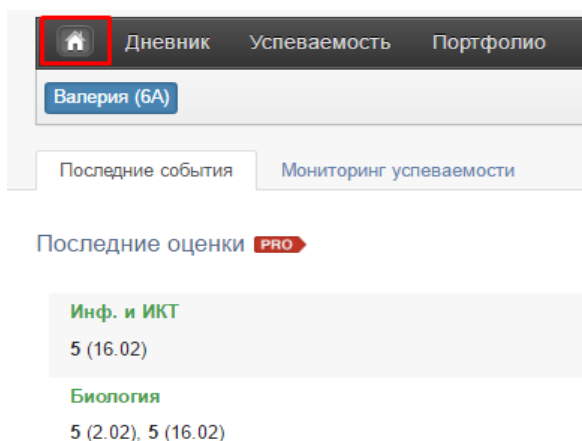 Дневник Успеваемость Портфолио
Валерия (6А)
Последние события Мониторинг успеваемости
Последние оценки PRO
Инф. и ИКТ
5 (16.02)
Биология
5 (2.02), 5 (16.02)